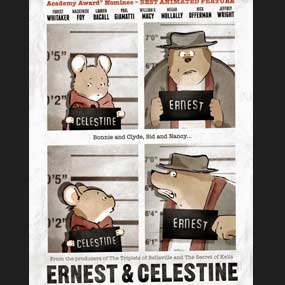 Academy Award® Nominee - BEST ANIMATED FEATURE
FOREST WHITAKER MACKENZIE FOY LAUREN BACALL PAUL GIAMATTI WILLIAM H. MACY MEGAN MULLALLY NICK OFFERMAN JEFFREY WRIGHT
CELESTINE
ERNEST
Bonnie and Clyde, Sid and Nancy...
CELESTINE
ERNEST
From the producers of The Triplets of Belleville and The Secret of Kells
ERNEST & CELESTINE